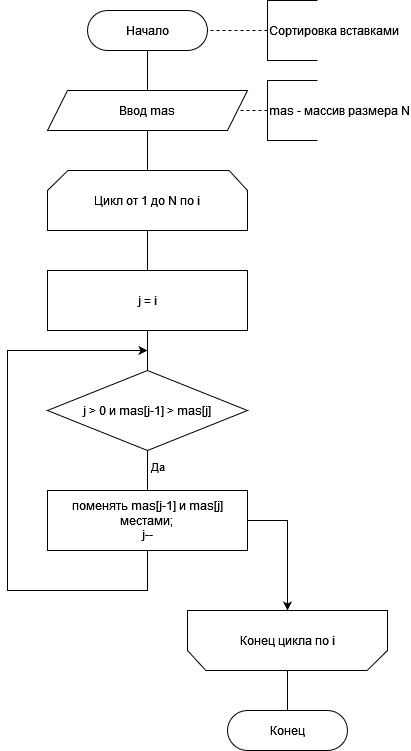 Начало
Сортировка вставками
Ввод mas
mas - массив размера N
Цикл от 1 до N по i
j = i
j > 0 и mas[j-1] > mas[j]
Да
поменять mas[j-1] и mas[j]
местами;
j--
Конец цикла по i
Конец